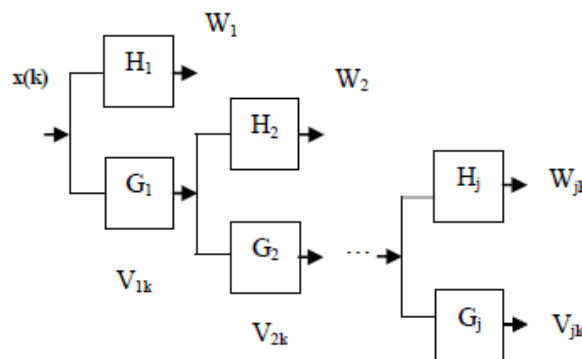 W₁
x(k)
H₁
W₂
H₂
G₁
Hⱼ
Wⱼₖ
G₂
...
V₁ₖ
V₂ₖ
Gⱼ
Vⱼₖ